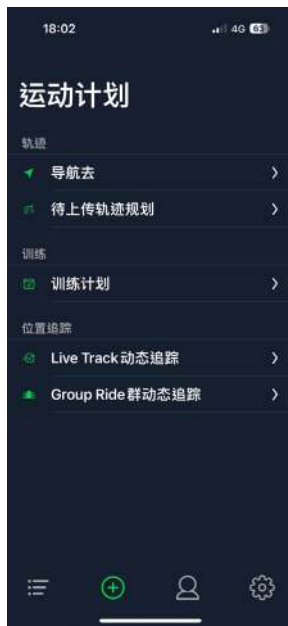 18:02
4G 63
运动计划
轨迹
导航去
待上传轨迹规划
训练
训练计划
位置追踪
Live Track动态追踪
Group Ride群动态追踪